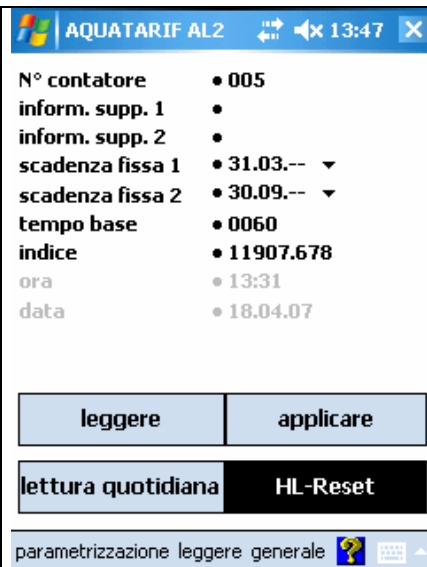 AQUATARIF AL2 13:47
N° contatore • 005
inform. supp. 1 •
inform. supp. 2 •
scadenza fissa 1 • 31.03.--
scadenza fissa 2 • 30.09.--
tempo base • 0060
indice • 11907.678
ora • 13:31
data • 18.04.07
leggere applicare
lettura quotidiana HL-Reset
parametrizzazione leggere generale